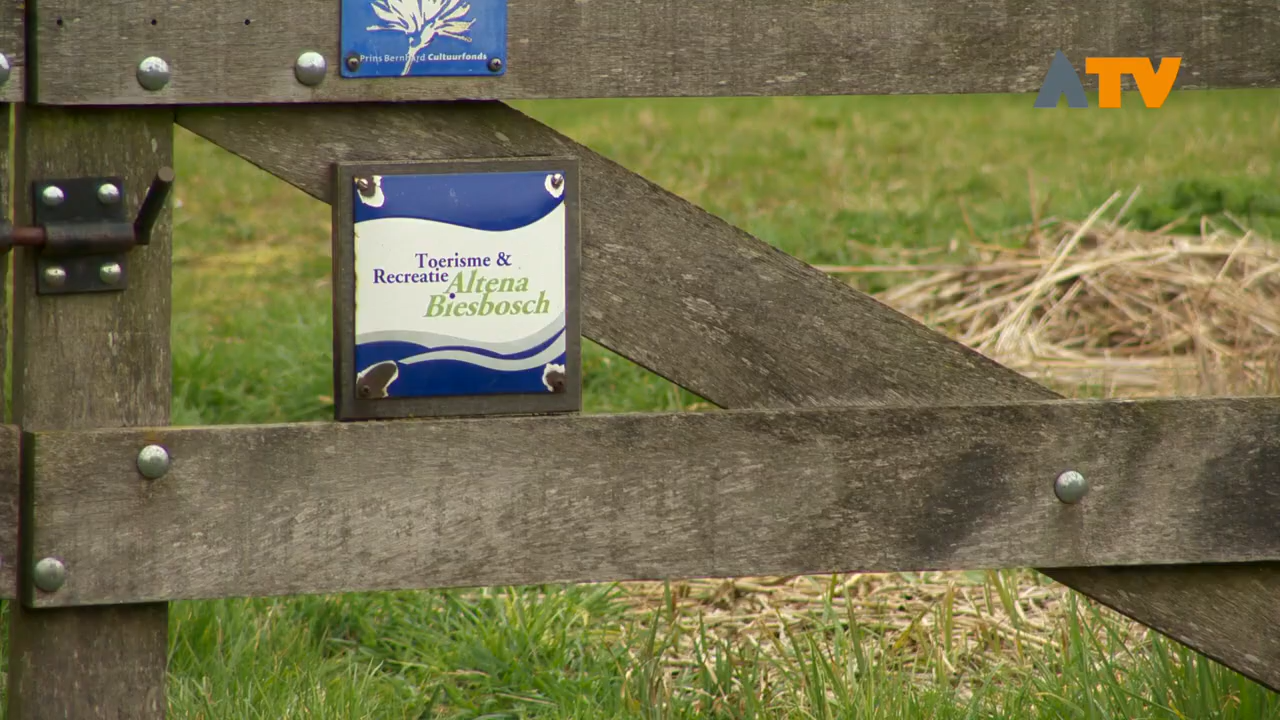 Prins Bernhard Cultuurfonds
ATV
Toerisme &
Recreatie Altena
Biesbosch